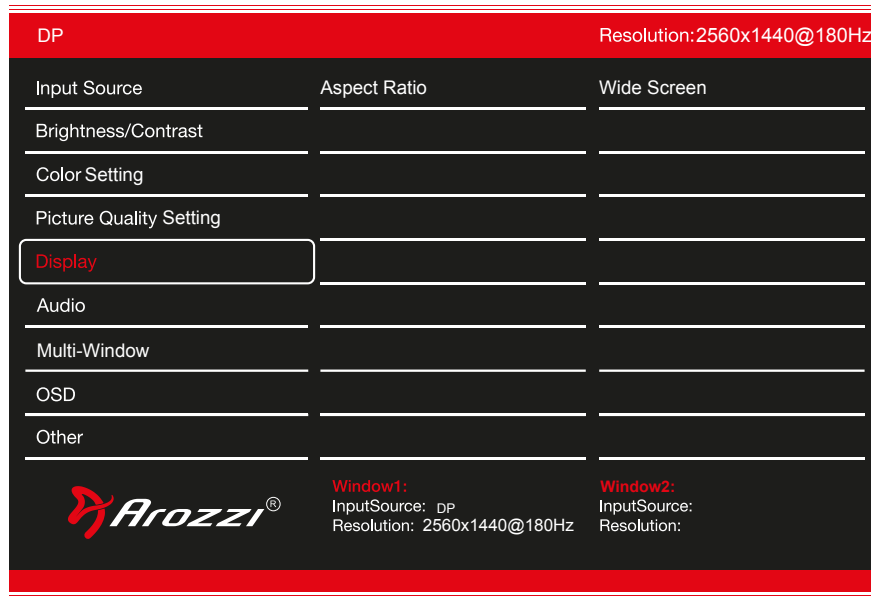 DP Resolution:2560x1440@180Hz
Input Source Aspect Ratio Wide Screen
Brightness/Contrast
Color Setting
Picture Quality Setting
Display
Audio
Multi-Window
OSD
Other
Arozzi®
Window1:
InputSource: DP
Resolution: 2560x1440@180Hz
Window2:
InputSource:
Resolution: